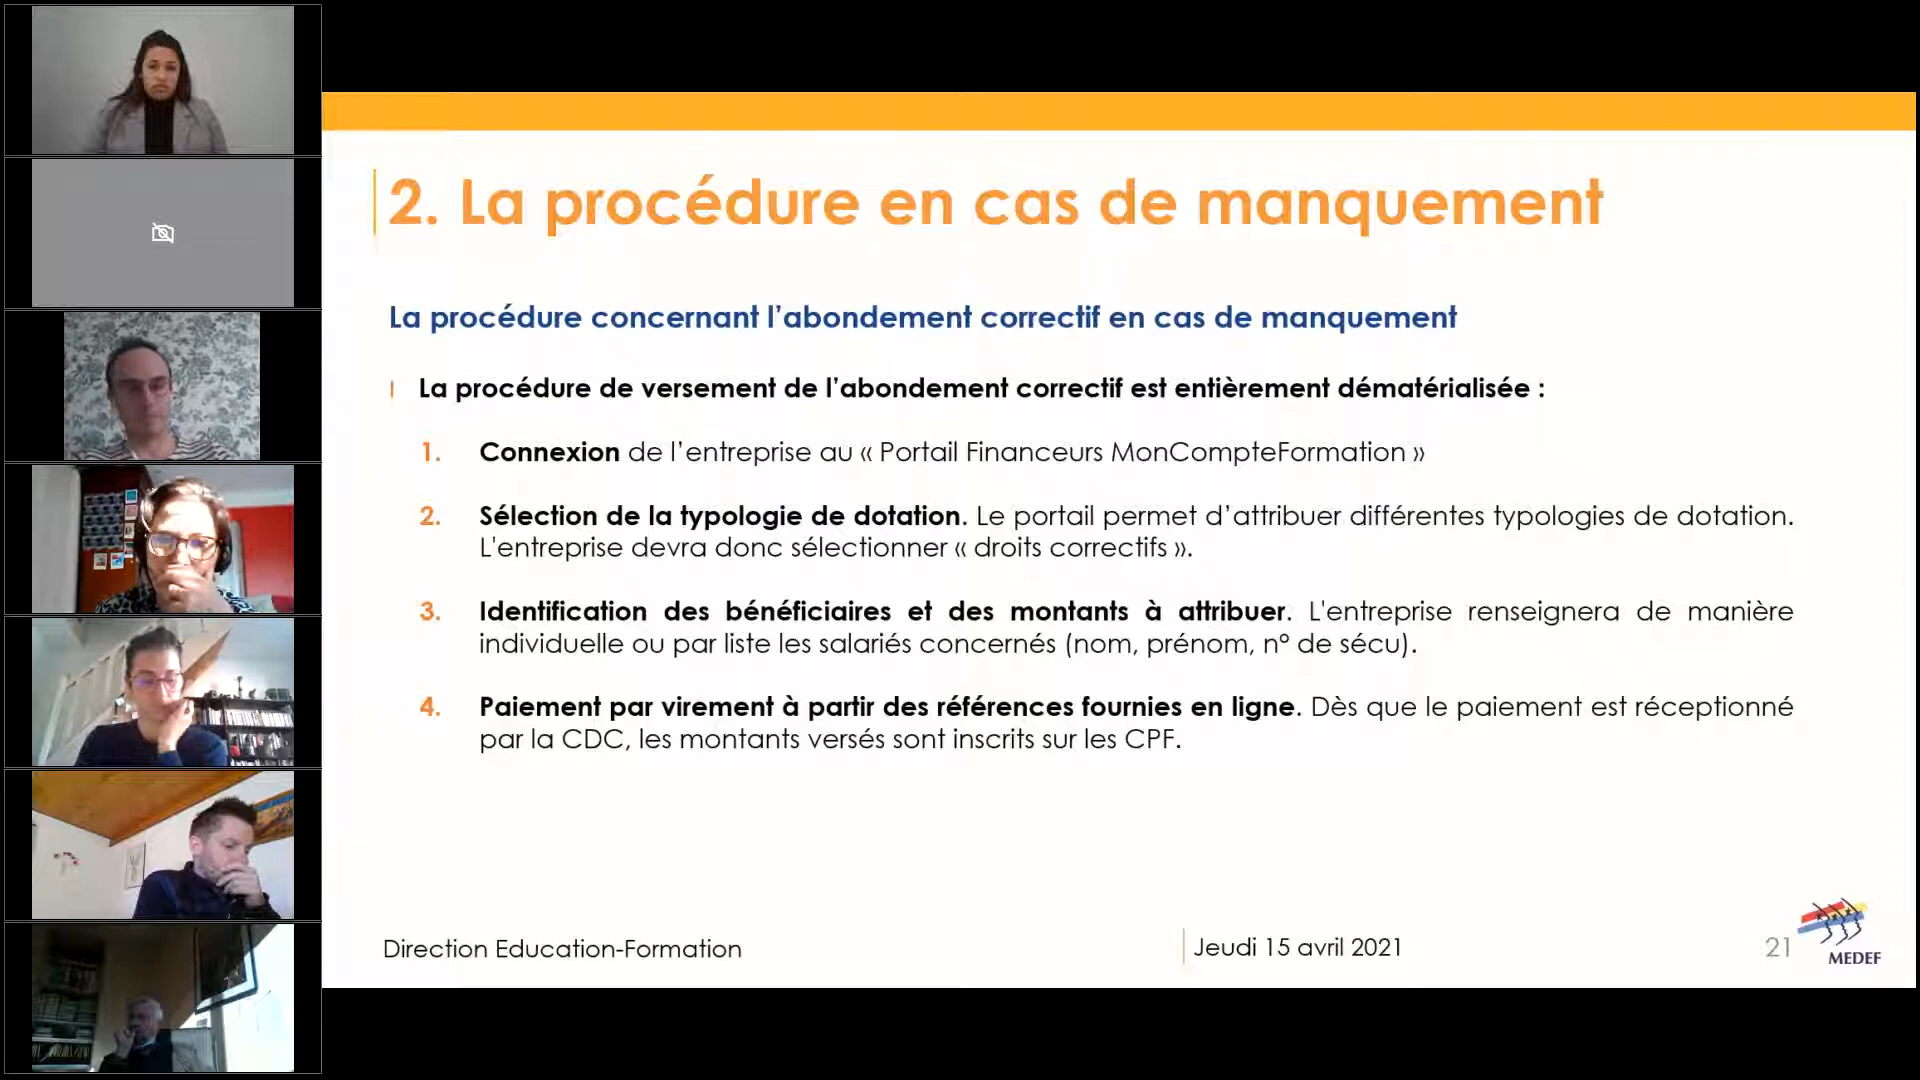 2. La procédure en cas de manquement
La procédure concernant l’abondement correctif en cas de manquement
La procédure de versement de l’abondement correctif est entièrement dématérialisée :
1. Connexion de l’entreprise au « Portail Financeurs MonCompteFormation »
2. Sélection de la typologie de dotation. Le portail permet d’attribuer différentes typologies de dotation.
L'entreprise devra donc sélectionner « droits correctifs ».
3. Identification des bénéficiaires et des montants à attribuer. L'entreprise renseignera de manière
individuelle ou par liste les salariés concernés (nom, prénom, n° de sécu).
4. Paiement par virement à partir des références fournies en ligne. Dès que le paiement est réceptionné
par la CDC, les montants versés sont inscrits sur les CPF.
Direction Education-Formation
Jeudi 15 avril 2021
21
MEDEF